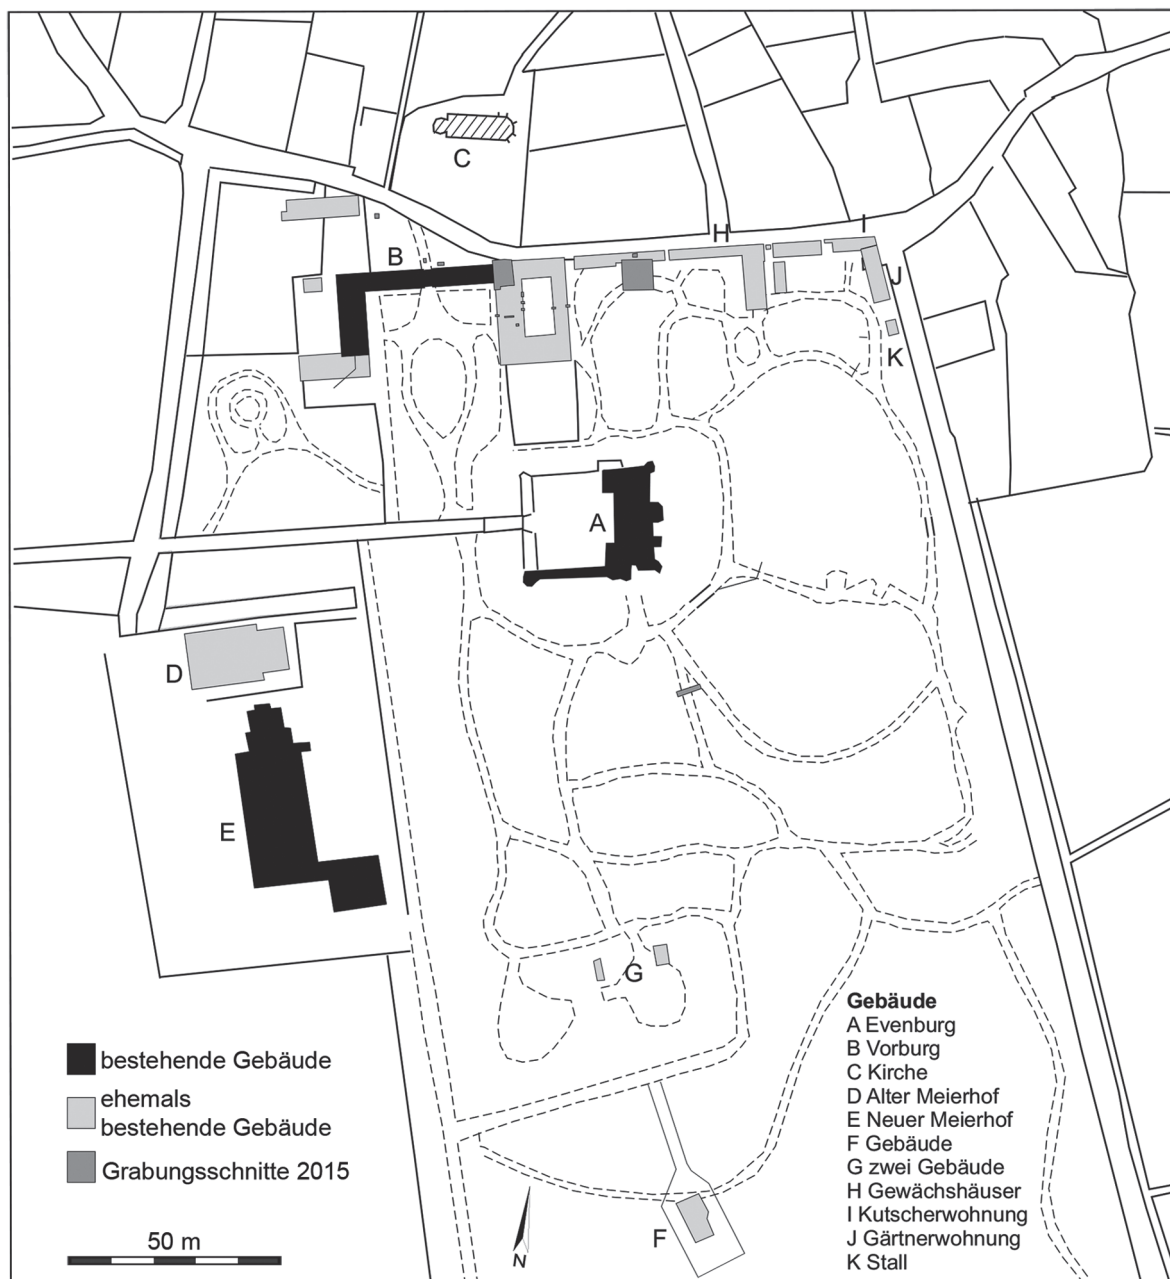 C
B
H
I
J
K
A
D
E
G
F
bestehende Gebäude
ehemals
bestehende Gebäude
Grabungsschnitte 2015
50 m
N
Gebäude
A Evenburg
B Vorburg
C Kirche
D Alter Meierhof
E Neuer Meierhof
F Gebäude
G zwei Gebäude
H Gewächshäuser
I Kutscherwohnung
J Gärtnerwohnung
K Stall